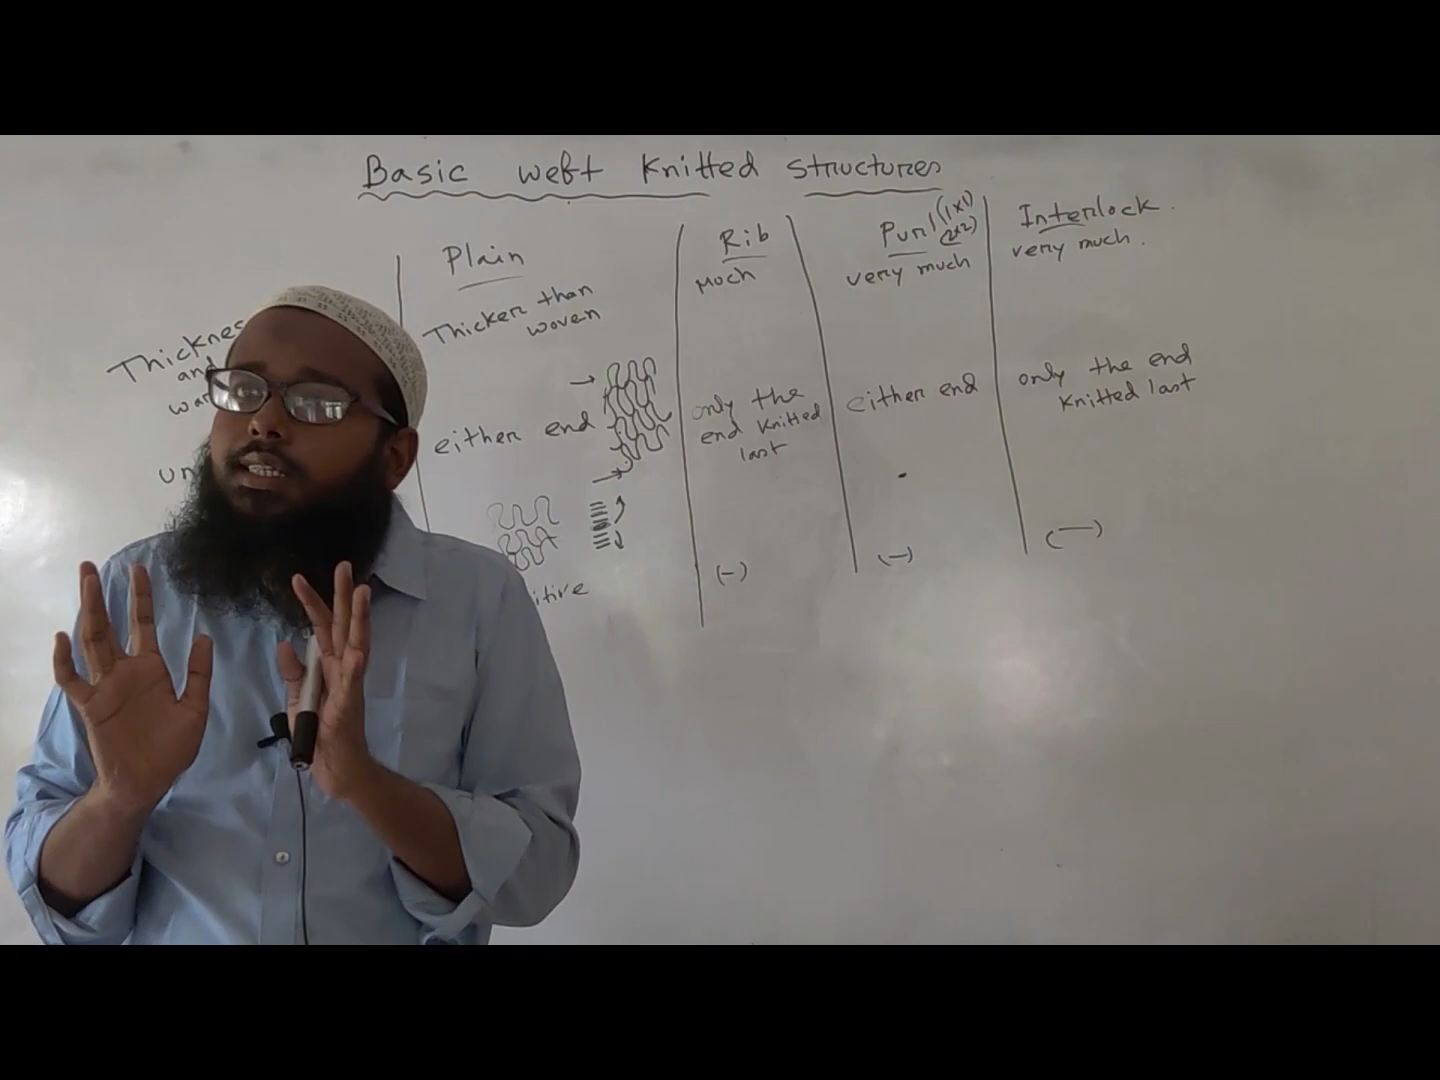 Basic weft Knitted structures
Plain
Rib
Purl (1x1)
(2x2)
Interlock
Thicker than
woven
Much
very much
very much.
and
either end
only the
end Knitted
last
either end
only the end
Knitted last
(-)
(-)
(-)